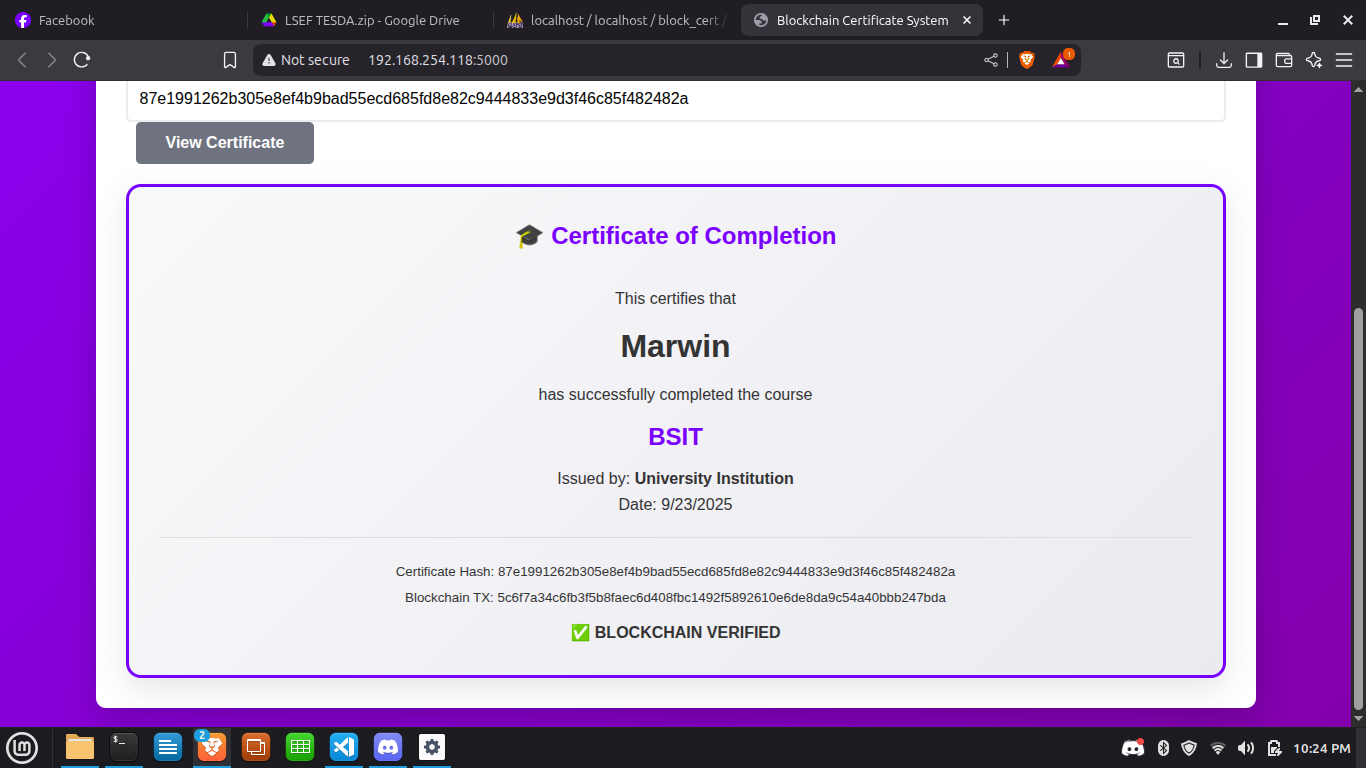 Facebook
LSEF TESDA.zip - Google Drive
localhost / localhost / block_cert /
Blockchain Certificate System
Not secure 192.168.254.118:5000
1
87e1991262b305e8ef4b9bad55ecd685fd8e82c9444833e9d3f46c85f482482a
View Certificate
Certificate of Completion
This certifies that
Marwin
has successfully completed the course
BSIT
Issued by: University Institution
Date: 9/23/2025
Certificate Hash: 87e1991262b305e8ef4b9bad55ecd685fd8e82c9444833e9d3f46c85f482482a
Blockchain TX: 5c6f7a34c6fb3f5b8faec6d408fbc1492f5892610e6de8da9c54a40bbb247bda
✅ BLOCKCHAIN VERIFIED
2
10:24 PM